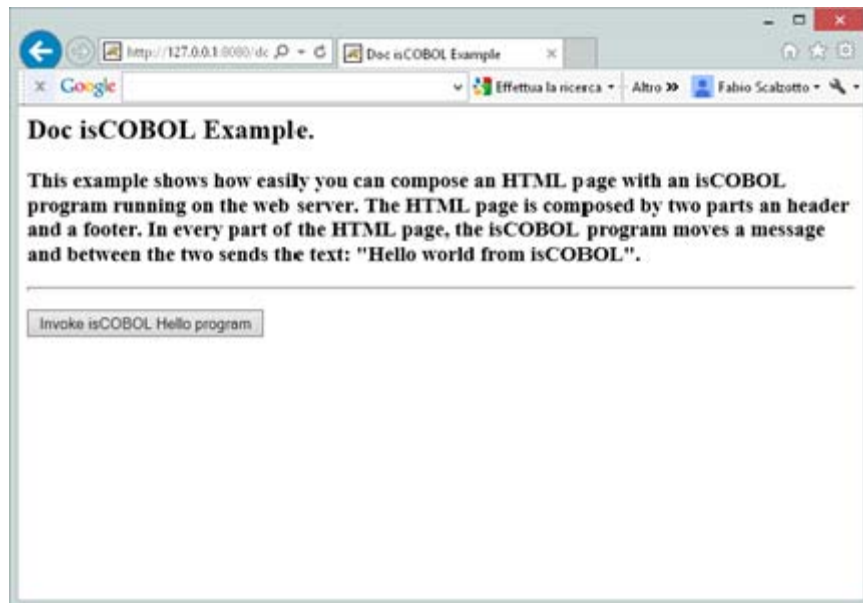 http://127.0.0.1:8080/dc
Doc isCOBOL Example
Google
Effettua la ricerca
Altro »
Fabio Scalzotto
Doc isCOBOL Example.
This example shows how easily you can compose an HTML page with an isCOBOL
program running on the web server. The HTML page is composed by two parts an header
and a footer. In every part of the HTML page, the isCOBOL program moves a message
and between the two sends the text: "Hello world from isCOBOL".
Invoke isCOBOL Hello program